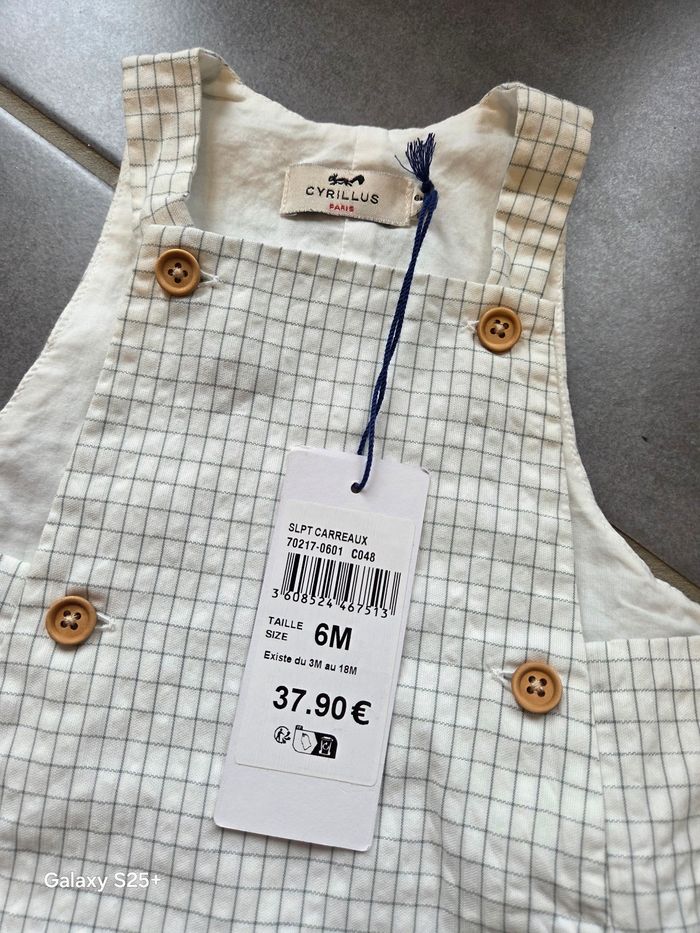 CYRILLUS
PARIS
SLPT CARREAUX
70217-0601 C048
3 608524 467513
TAILLE
SIZE
6M
Existe du 3M au 18M
37.90 €
Galaxy S25+